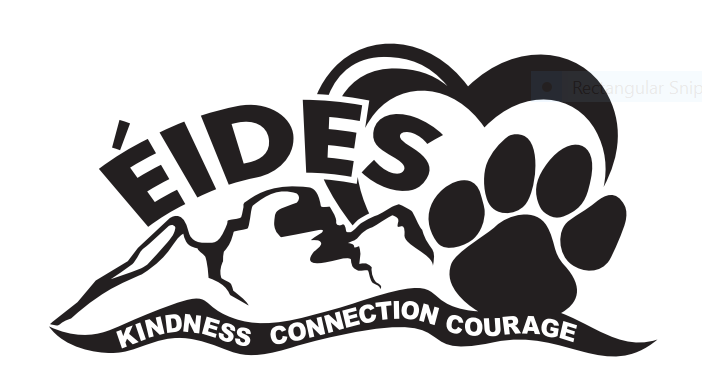 Rectangular Snip
ÉIDES
KINDNESS CONNECTION COURAGE